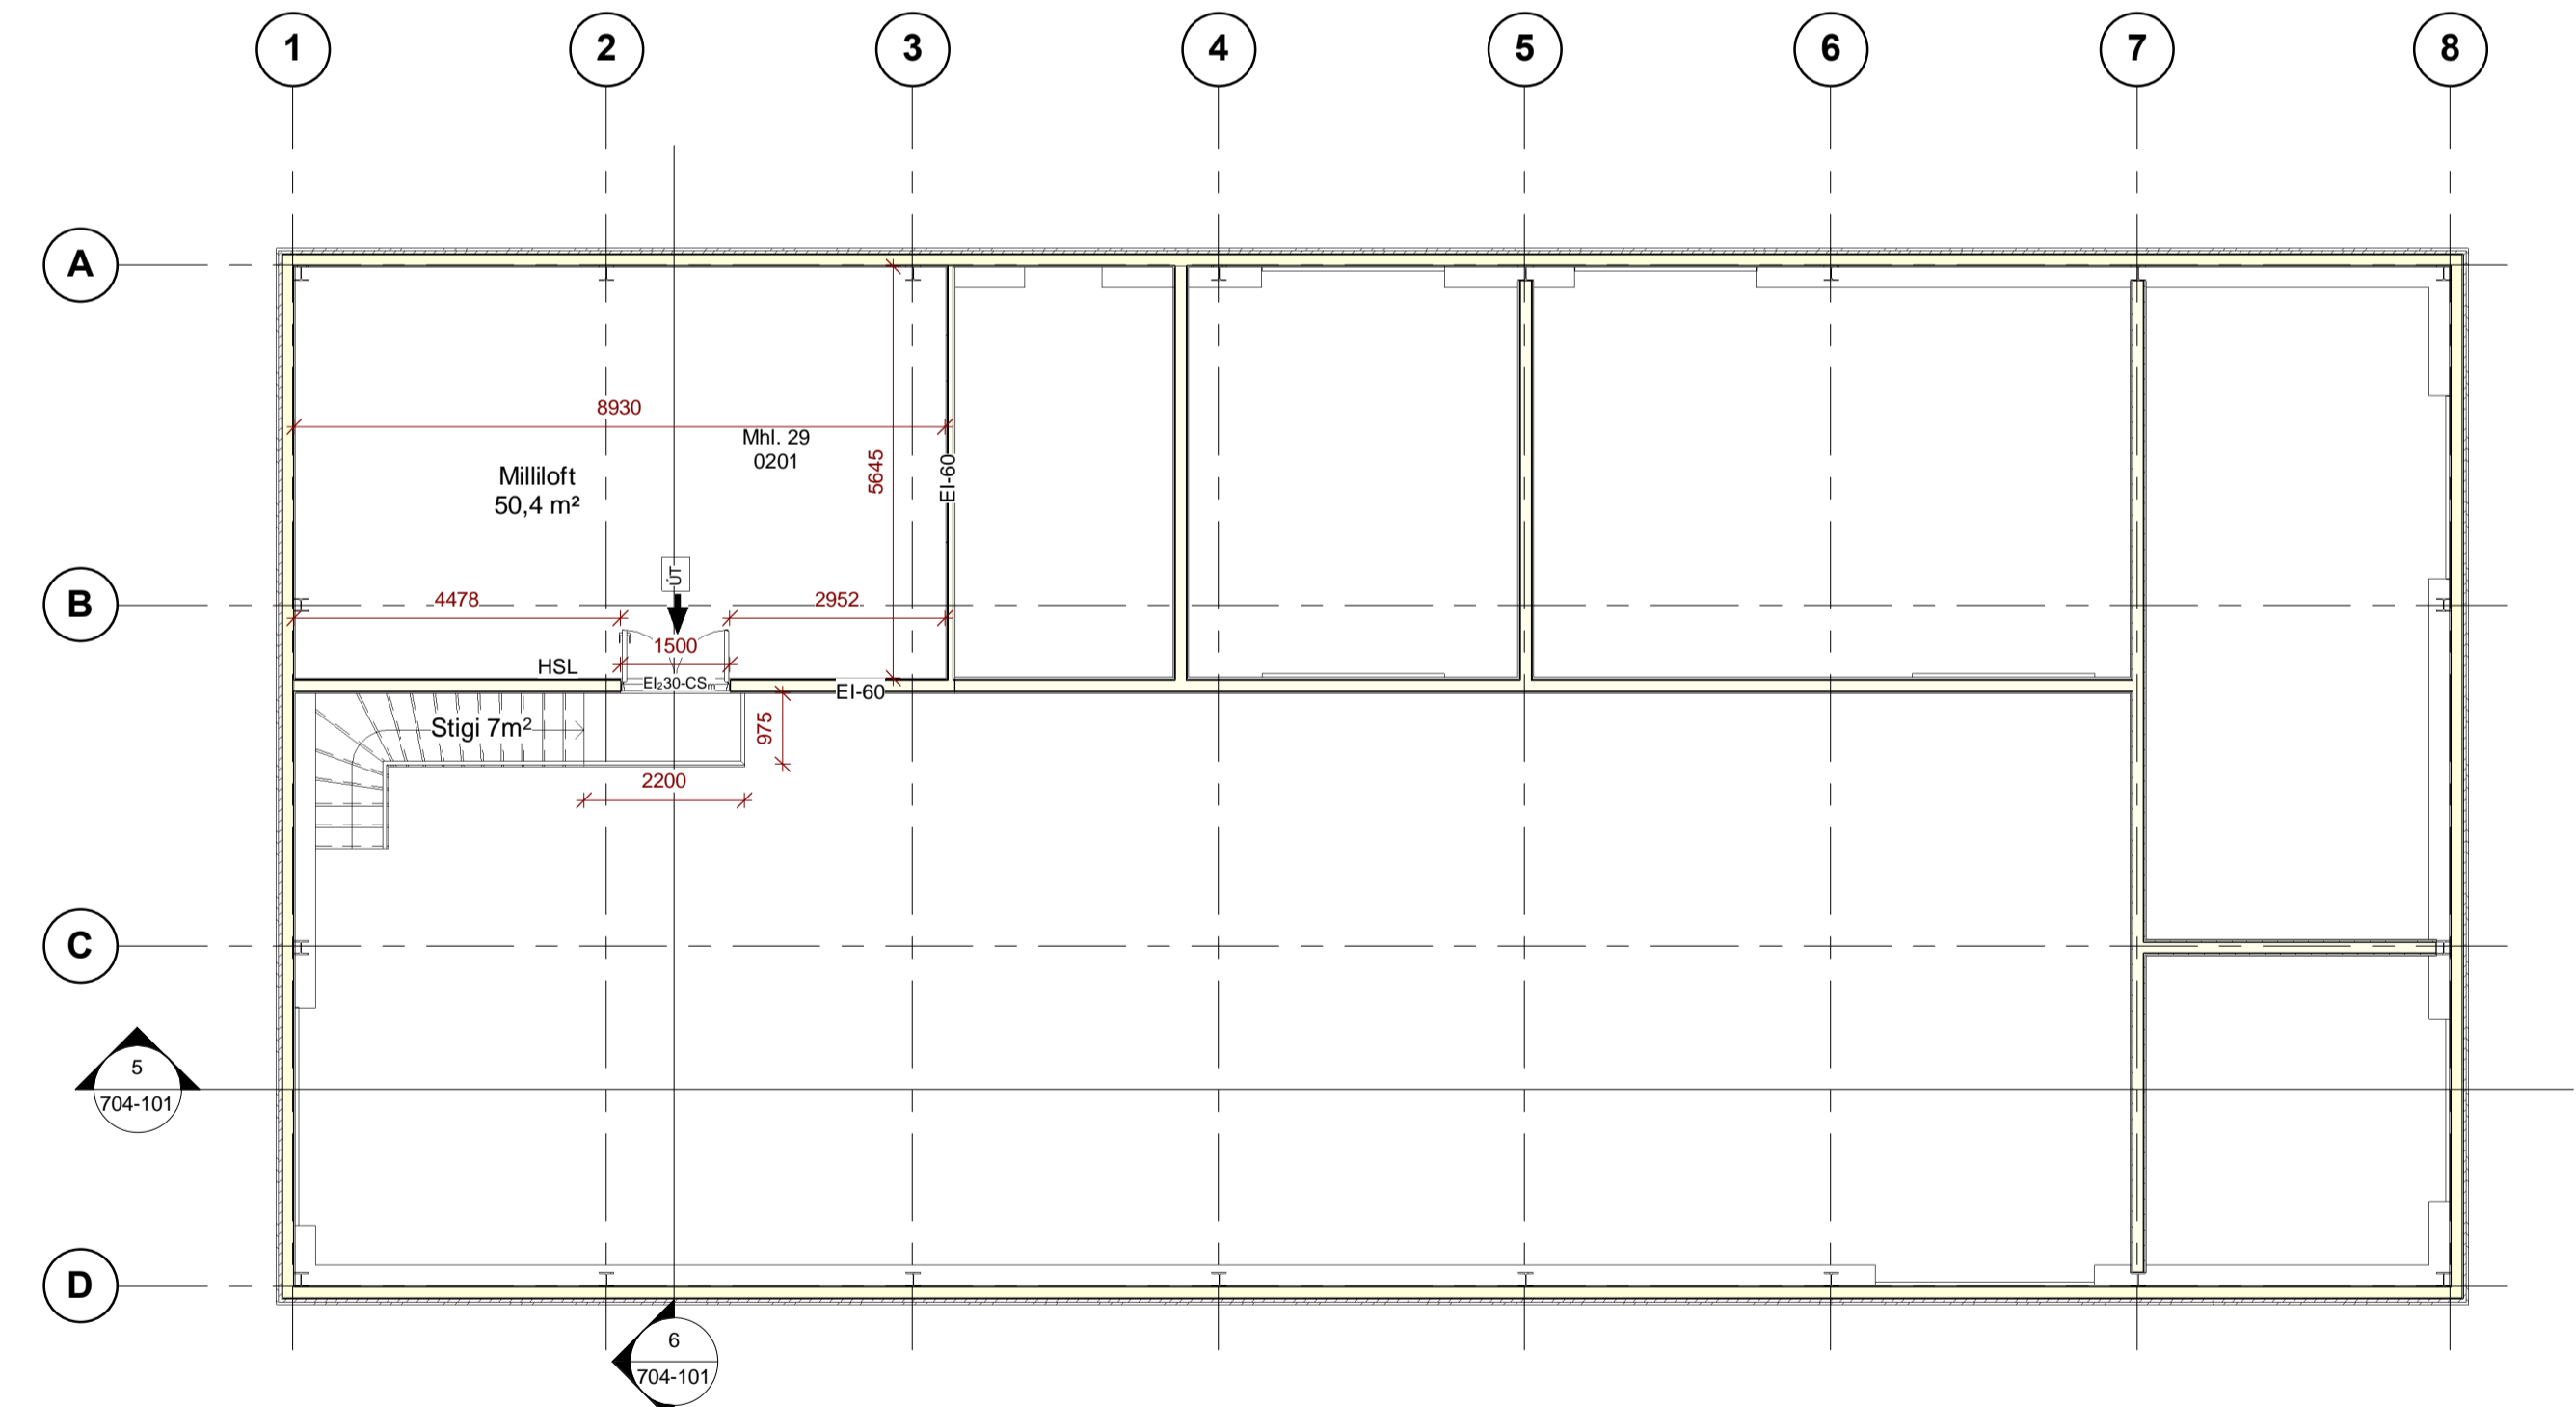 1
2
3
4
5
6
7
8
A
8930
Mhl. 29
0201
5645
EI-60
Milliloft
50,4 m²
ÚT
B
4478
2952
1500
HSL
EI₂30-CSₘ
EI-60
Stigi 7m²
975
2200
C
5
704-101
D
6
704-101